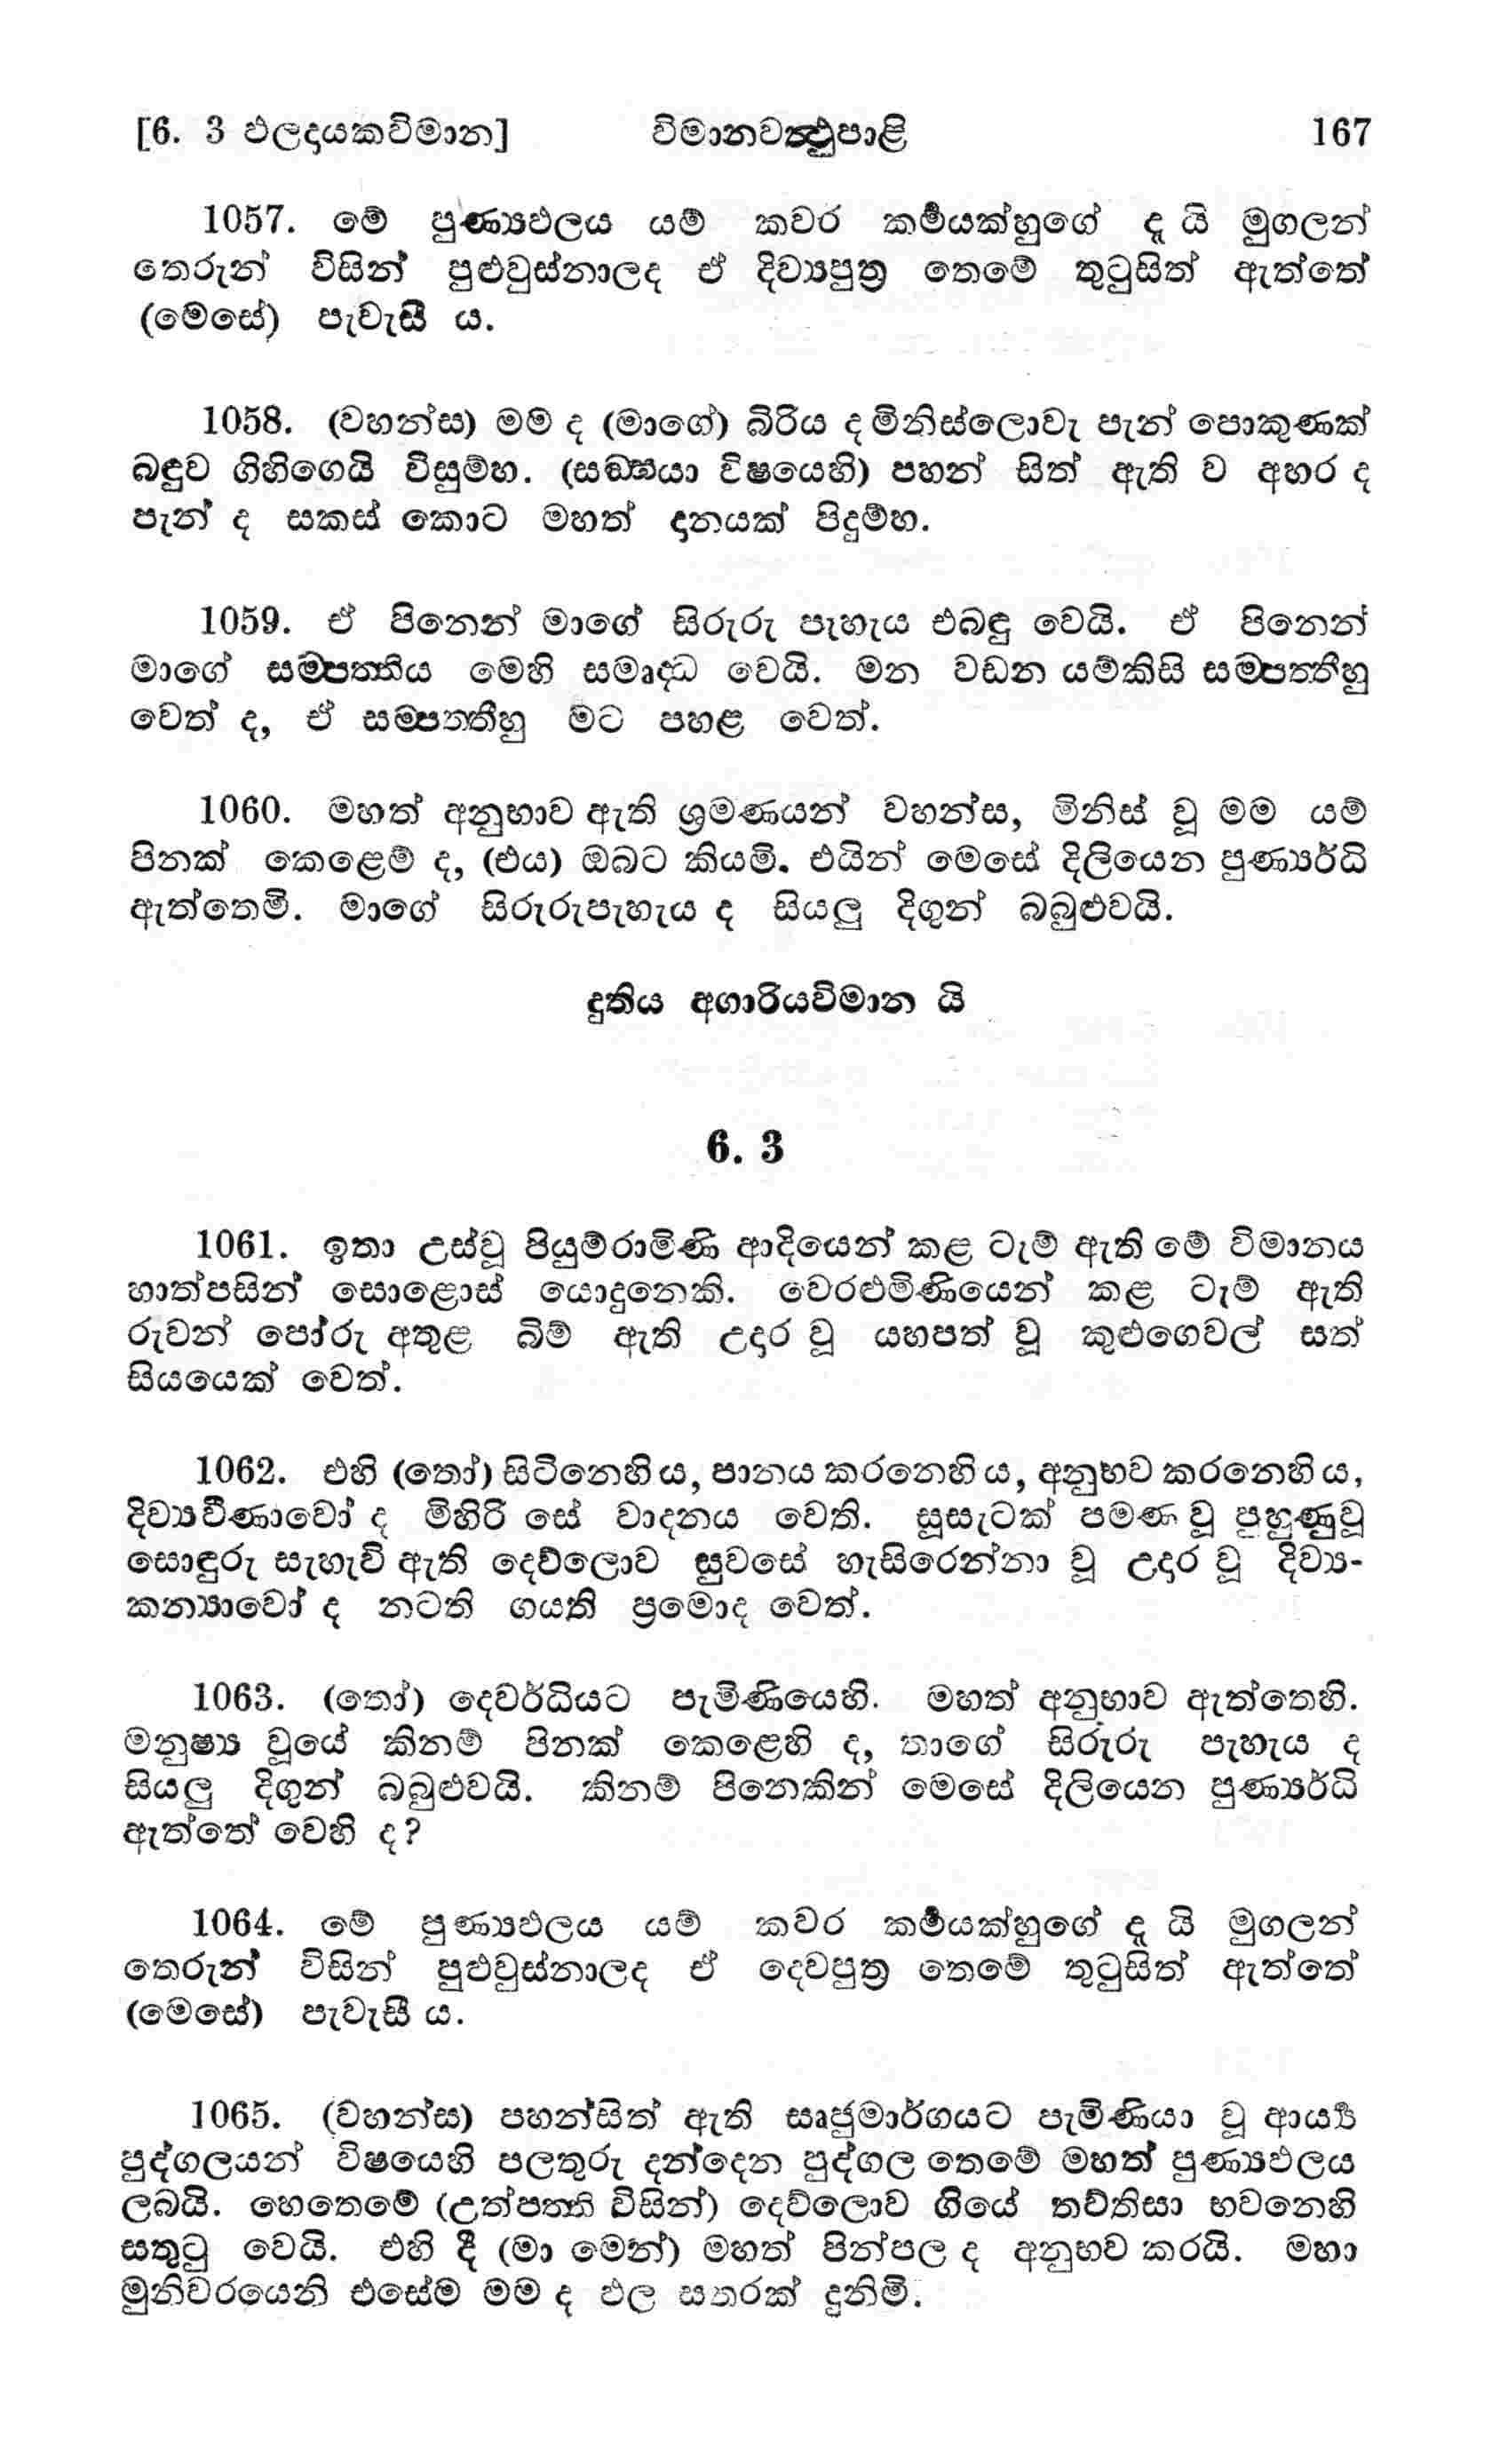 [6. 3 ඵලදායකවිමාන] විමානවත්‍ථුපාළි 167
1057. මේ පුණ්‍යඵලය යම් කවර කර්‍මයක්හුගේ දැ යි මුගලන්
තෙරුන් විසින් පුළුවුස්නාලද ඒ දිව්‍යපුත්‍ර තෙමේ තුටුසිත් ඇත්තේ
(මෙසේ) පැවැසී ය.
1058. (වහන්ස) මම් ද (මාගේ) බිරිය ද මිනිස්ලොවැ පැන් පොකුණක්
බඳුව ගිහිගෙයි විසුම්හ. (සඞ්ඝයා විෂයෙහි) පහන් සිත් ඇති ව අහර ද
පැන් ද සකස් කොට මහත් දානයක් පිදුම්හ.
1059. ඒ පිනෙන් මාගේ සිරුරු පැහැය එබඳු වෙයි. ඒ පිනෙන්
මාගේ සම්පත්තිය මෙහි සමෘද්ධ වෙයි. මන වඩන යම්කිසි සම්පත්තීහු
වෙත් ද, ඒ සම්පත්තීහු මට පහළ වෙත්.
1060. මහත් අනුභාව ඇති ශ්‍රමණයන් වහන්ස, මිනිස් වූ මම යම්
පිනක් කෙළෙම් ද, (එය) ඔබට කියමි. එයින් මෙසේ දිලියෙන පුණ්‍යර්ධි
ඇත්තෙමි. මාගේ සිරුරුපැහැය ද සියලු දිගුන් බබුළුවයි.
දුතිය අගාරියවිමාන යි
6. 3
1061. ඉතා උස්වූ පියුම්රාමිණි ආදියෙන් කළ ටැම් ඇති මේ විමානය
හාත්පසින් සොළොස් යොදුනෙකි. වෙරළුමිණියෙන් කළ ටැම් ඇති
රුවන් පෝරු අතුළ බිම් ඇති උදාර වූ යහපත් වූ කුළුගෙවල් සත්
සියයෙක් වෙත්.
1062. එහි (තෝ) සිටිනෙහි ය, පානය කරනෙහි ය, අනුභව කරනෙහි ය,
දිව්‍යවීණාවෝ ද මිහිරි සේ වාදනය වෙති. සූසැටක් පමණ වූ පුහුණුවූ
සොඳුරු සැහැවි ඇති දෙව්ලොව සුවසේ හැසිරෙන්නා වූ උදාර වූ දිව්‍ය-
කන්‍යාවෝ ද නටති ගයති ප්‍රමොද වෙත්.
1063. (තෝ) දෙවර්ධියට පැමිණියෙහි. මහත් අනුභාව ඇත්තෙහි.
මනුෂ්‍ය වූයේ කිනම් පිනක් කෙළෙහි ද, තාගේ සිරුරු පැහැය ද
සියලු දිගුන් බබුළුවයි. කිනම් පිනෙකින් මෙසේ දිලියෙන පුණ්‍යර්ධි
ඇත්තේ වෙහි ද?
1064. මේ පුණ්‍යඵලය යම් කවර කර්‍මයක්හුගේ දැ යි මුගලන්
තෙරුන් විසින් පුළුවුස්නාලද ඒ දෙවපුත්‍ර තෙමේ තුටුසිත් ඇත්තේ
(මෙසේ) පැවැසී ය.
1065. (වහන්ස) පහන්සිත් ඇති සෘජුමාර්ගයට පැමිණියා වූ ආර්‍ය්‍ය
පුද්ගලයන් විෂයෙහි පලතුරු දන්දෙන පුද්ගල තෙමේ මහත් පුණ්‍යඵලය
ලබයි. හෙතෙමේ (උත්පත්ති විසින්) දෙව්ලොව ගියේ තව්තිසා භවනෙහි
සතුටු වෙයි. එහි දී (මා මෙන්) මහත් පින්පල ද අනුභව කරයි. මහා
මුනිවරයෙනි එසේම මම ද ඵල සතරක් දුනිමි.